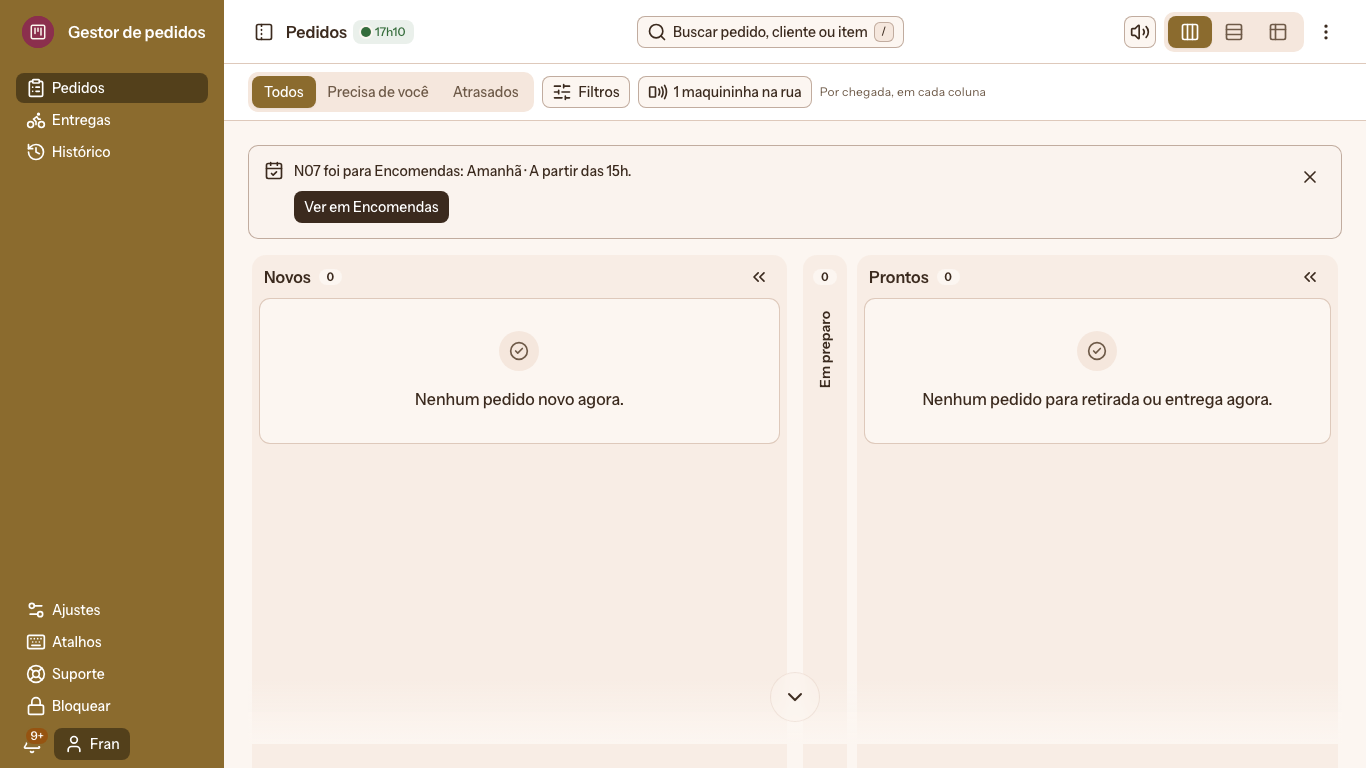 Gestor de pedidos
Pedidos
Entregas
Histórico
Ajustes
Atalhos
Suporte
Bloquear
9+
Fran
Pedidos
17h10
Buscar pedido, cliente ou item /
Todos
Precisa de você
Atrasados
Filtros
1 maquininha na rua
Por chegada, em cada coluna
N07 foi para Encomendas: Amanhã · A partir das 15h.
Ver em Encomendas
Novos 0
Nenhum pedido novo agora.
0
Em preparo
Prontos 0
Nenhum pedido para retirada ou entrega agora.